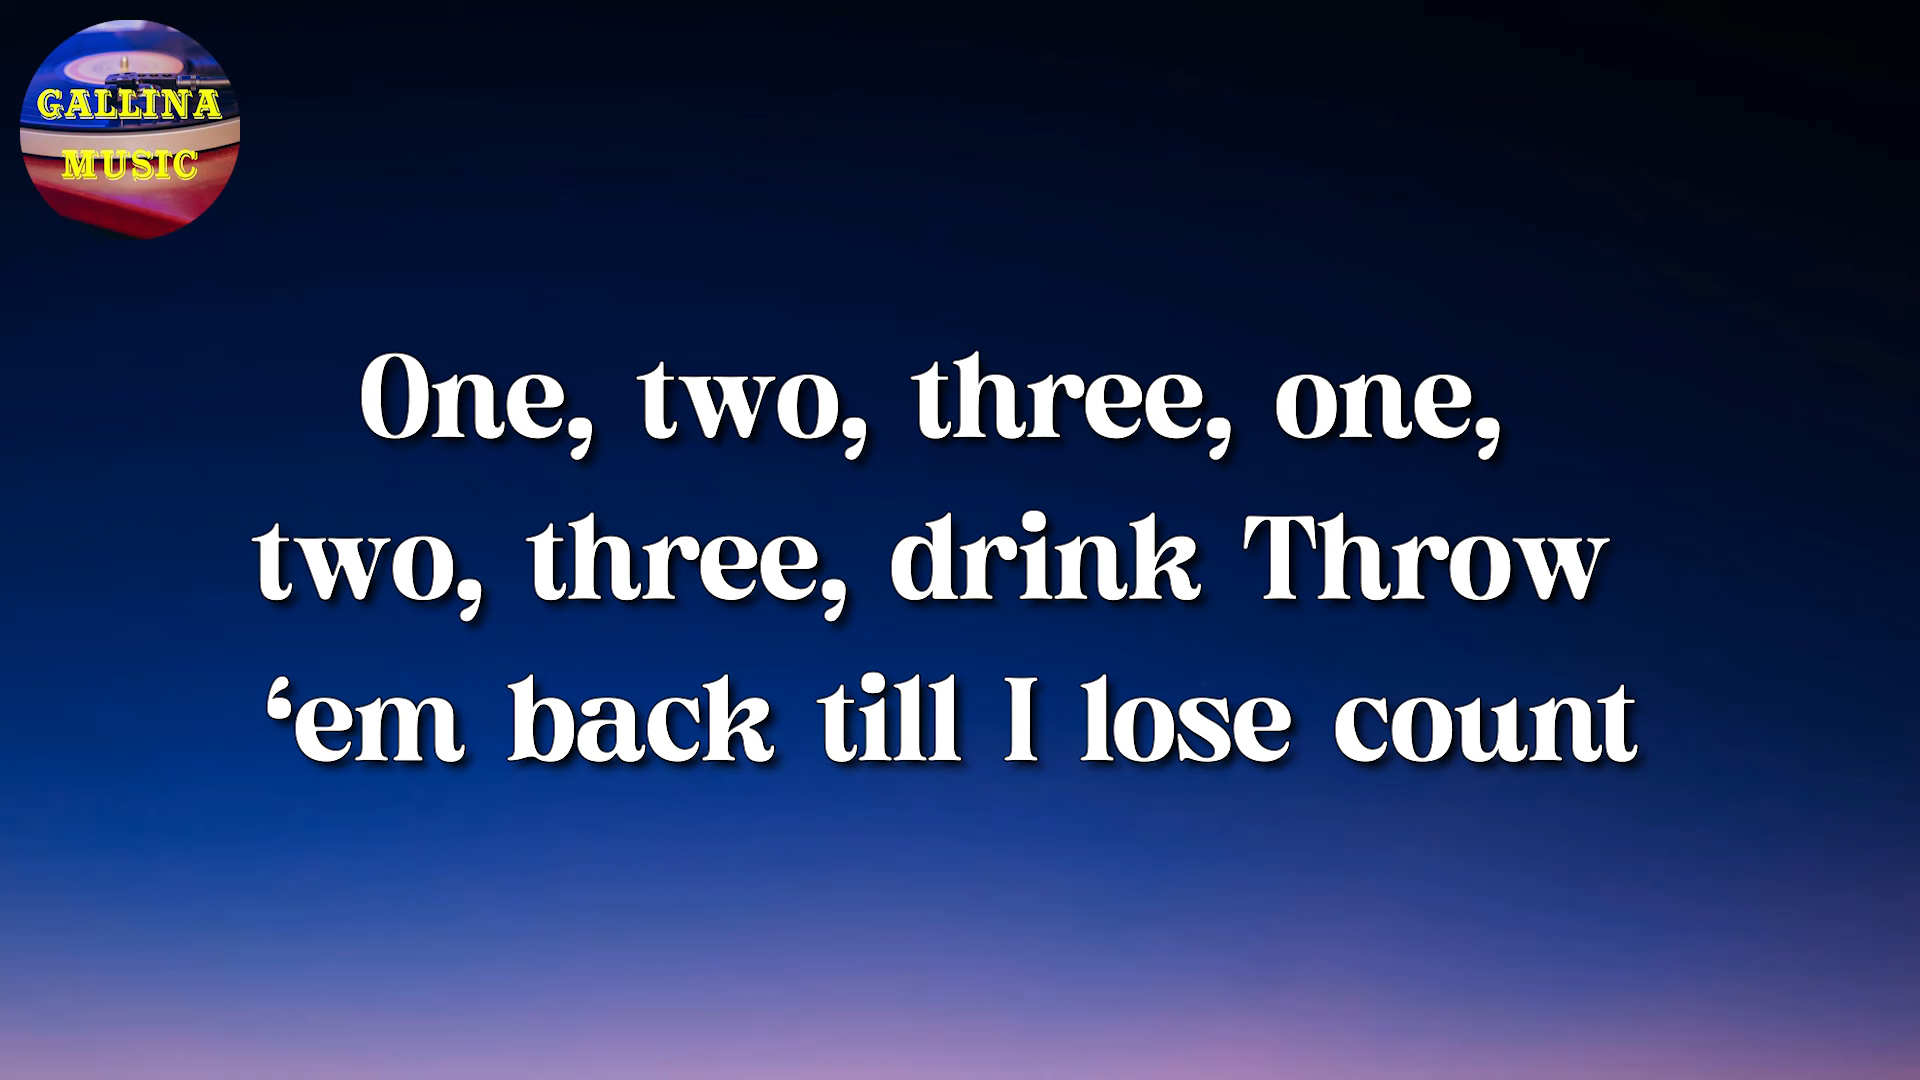 GALLINA
MUSIC
One, two, three, one,
two, three, drink Throw
‘em back till I lose count